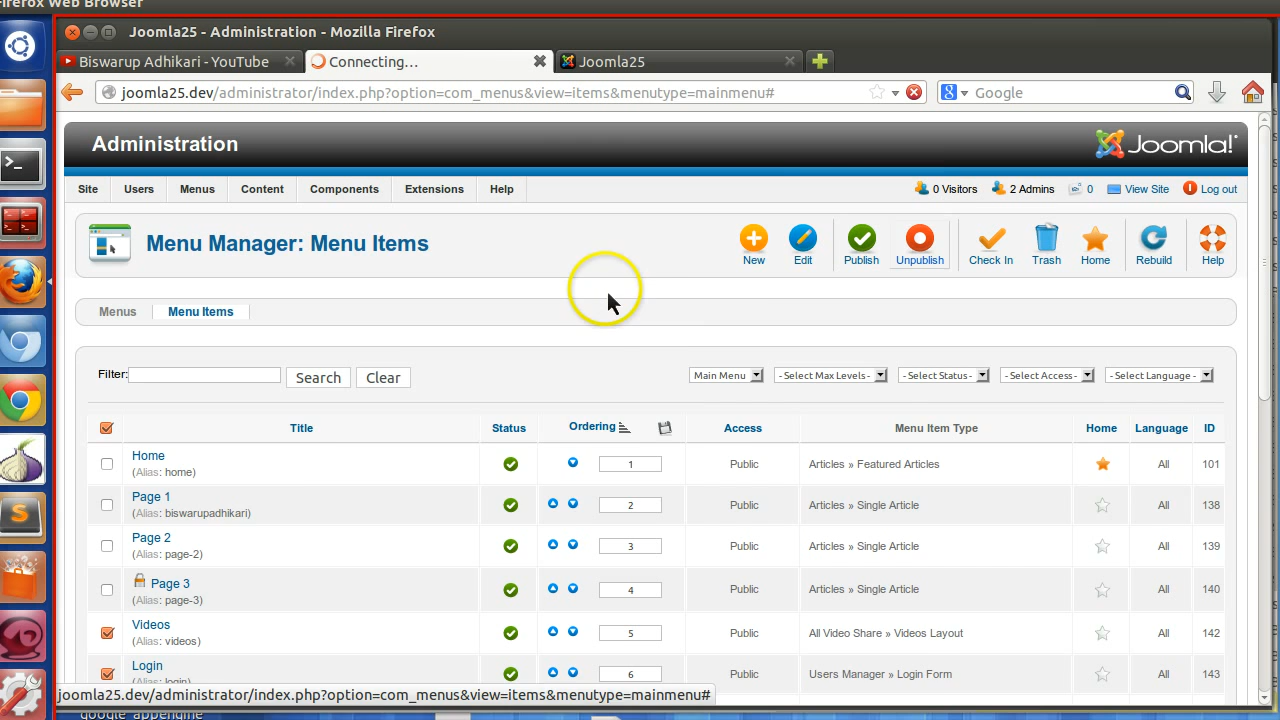 Firefox Web Browser
Joomla25 - Administration - Mozilla Firefox
Biswarup Adhikari - YouTube
Connecting...
Joomla25
joomla25.dev/administrator/index.php?option=com_menus&view=items&menutype=mainmenu#
Google
Administration
Joomla!
Site Users Menus Content Components Extensions Help
0 Visitors 2 Admins 0 View Site Log out
Menu Manager: Menu Items
New Edit Publish Unpublish Check In Trash Home Rebuild Help
Menus Menu Items
Filter: Search Clear
Main Menu - Select Max Levels - - Select Status - - Select Access - - Select Language -
Title Status Ordering Access Menu Item Type Home Language ID
Home
(Alias: home)
1 Public Articles » Featured Articles All 101
Page 1
(Alias: biswarupadhikari)
2 Public Articles » Single Article All 138
Page 2
(Alias: page-2)
3 Public Articles » Single Article All 139
Page 3
(Alias: page-3)
4 Public Articles » Single Article All 140
Videos
(Alias: videos)
5 Public All Video Share » Videos Layout All 142
Login
(Alias: login)
6 Public Users Manager » Login Form All 143
joomla25.dev/administrator/index.php?option=com_menus&view=items&menutype=mainmenu#
google_appengine